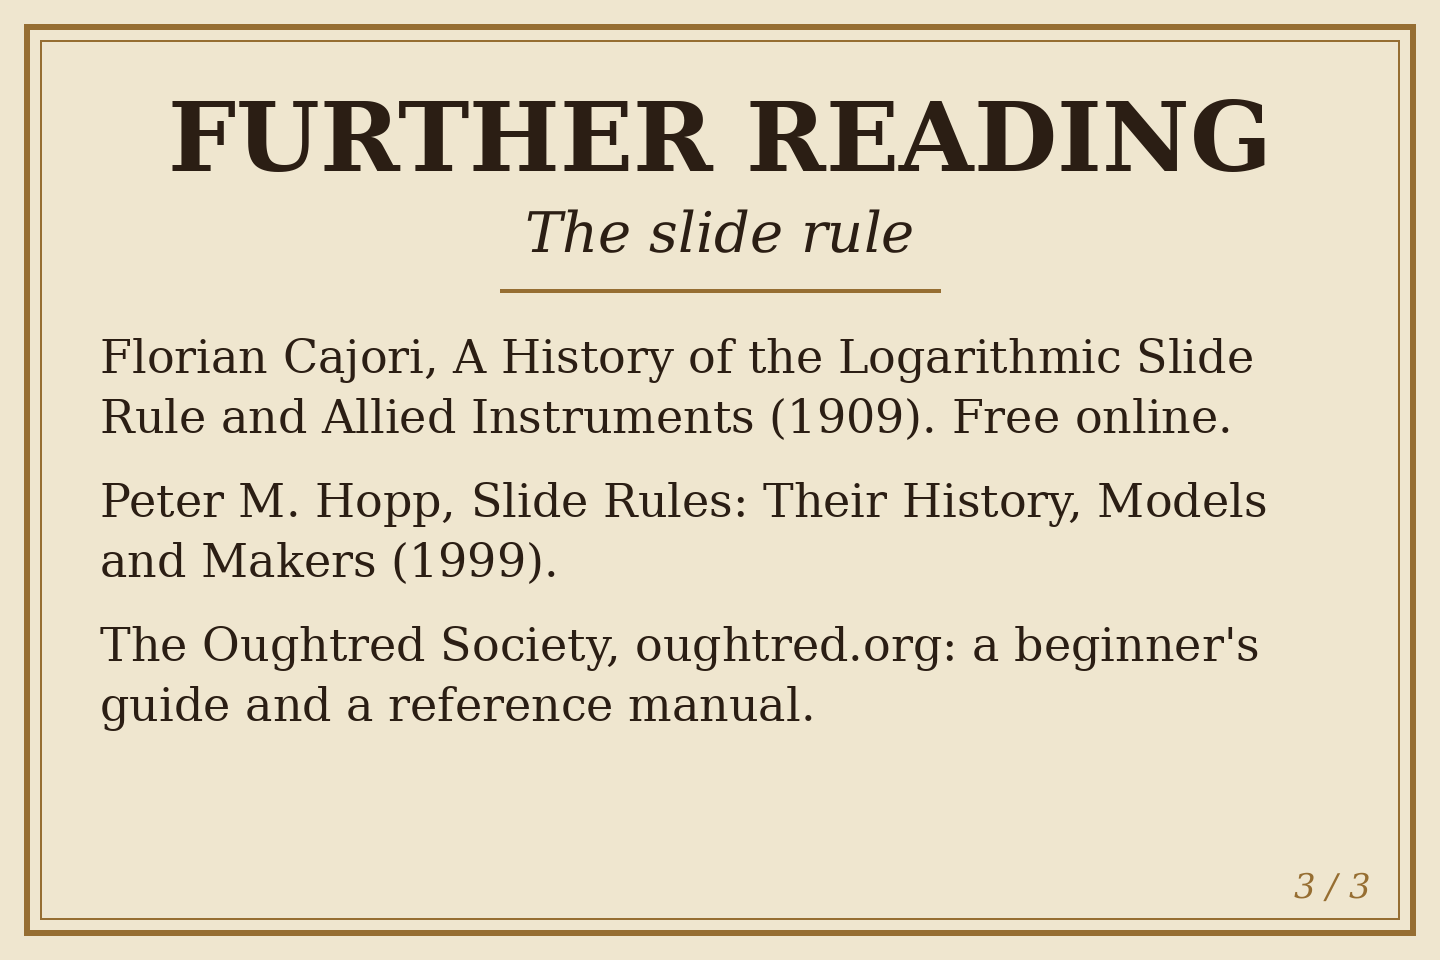 FURTHER READING
The slide rule
Florian Cajori, A History of the Logarithmic Slide
Rule and Allied Instruments (1909). Free online.
Peter M. Hopp, Slide Rules: Their History, Models
and Makers (1999).
The Oughtred Society, oughtred.org: a beginner's
guide and a reference manual.
3 / 3